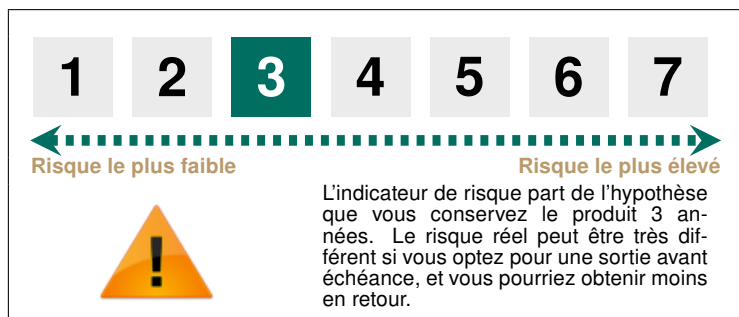 1 2 3 4 5 6 7
Risque le plus faible Risque le plus élevé
L'indicateur de risque part de l'hypothèse
que vous conservez le produit 3 an-
nées. Le risque réel peut être très dif-
férent si vous optez pour une sortie avant
échéance, et vous pourriez obtenir moins
en retour.
!